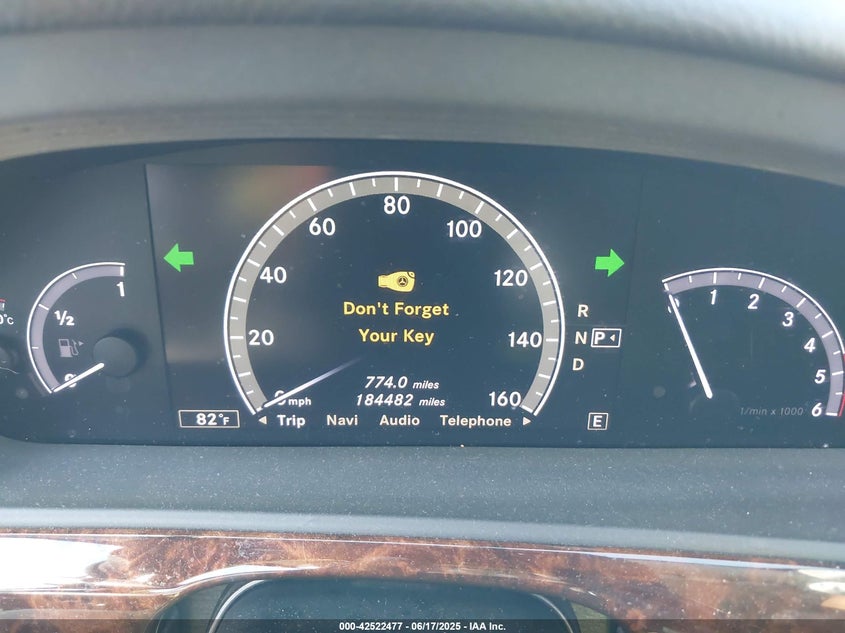 80
60 100
40 120
20 140
0 mph 160
Don't Forget
Your Key
774.0 miles
184482 miles
Trip Navi Audio Telephone
82°F
1
1/2
0
°C
R
N P
D
E
1 2 3 4 5 6
1/min x 1000
000-42522477 - 06/17/2025 - IAA Inc.